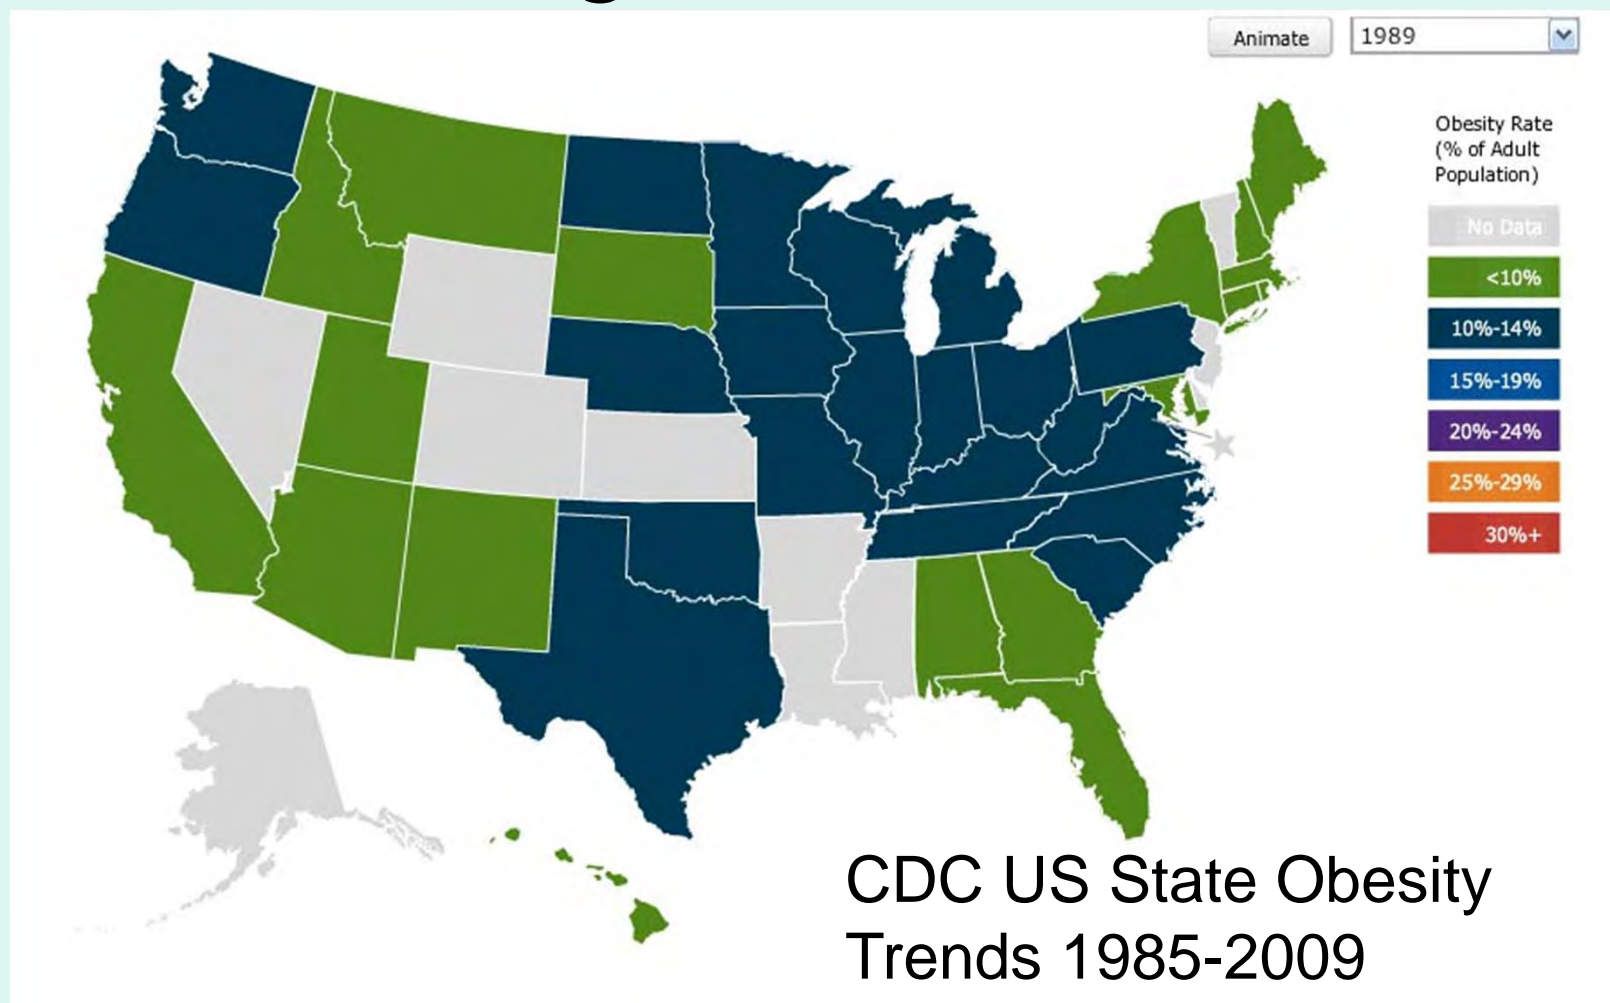 Animate
1989
Obesity Rate
(% of Adult
Population)
No Data
<10%
10%-14%
15%-19%
20%-24%
25%-29%
30%+
CDC US State Obesity
Trends 1985-2009